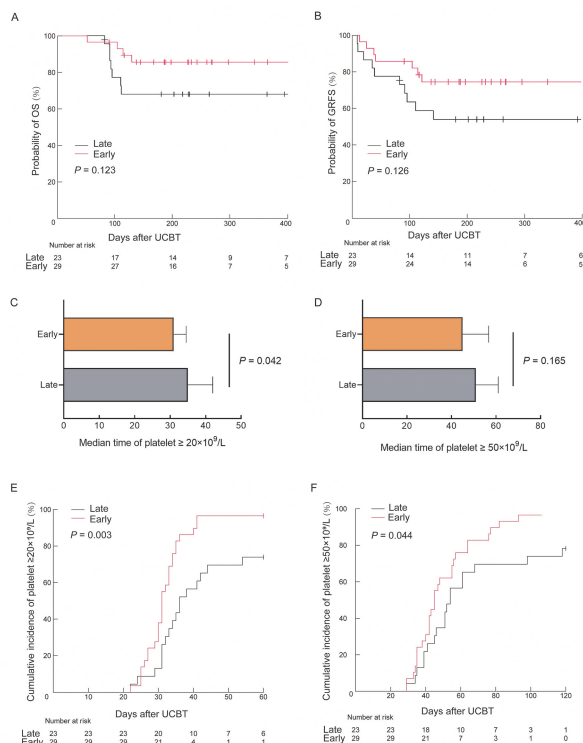 A
Probability of OS (%)
100
80
60
40
20
0
100
200
300
400
Late
Early
P = 0.123
Days after UCBT
Number at risk
Late 23 17 14 9 7
Early 29 27 16 7 5
B
Probability of GRFS (%)
100
80
60
40
20
0
100
200
300
400
Late
Early
P = 0.126
Days after UCBT
Number at risk
Late 23 14 11 7 6
Early 29 24 14 6 5
C
Early
Late
P = 0.042
0 10 20 30 40 50
Median time of platelet ≥ 20×10⁹/L
D
Early
Late
P = 0.165
0 20 40 60 80
Median time of platelet ≥ 50×10⁹/L
E
Cumulative incidence of platelet ≥20×10⁹/L (%)
100
80
60
40
20
0
Late
Early
P = 0.003
0 20 40 60
Days after UCBT
Number at risk
Late 23 23 23 20 10 7 6
Early 29 29 29 21 4 1 1
F
Cumulative incidence of platelet ≥50×10⁹/L (%)
100
80
60
40
20
0
Late
Early
P = 0.044
0 20 40 60 80 100 120
Days after UCBT
Number at risk
Late 23 23 18 10 7 3 1
Early 29 29 21 7 3 1 0